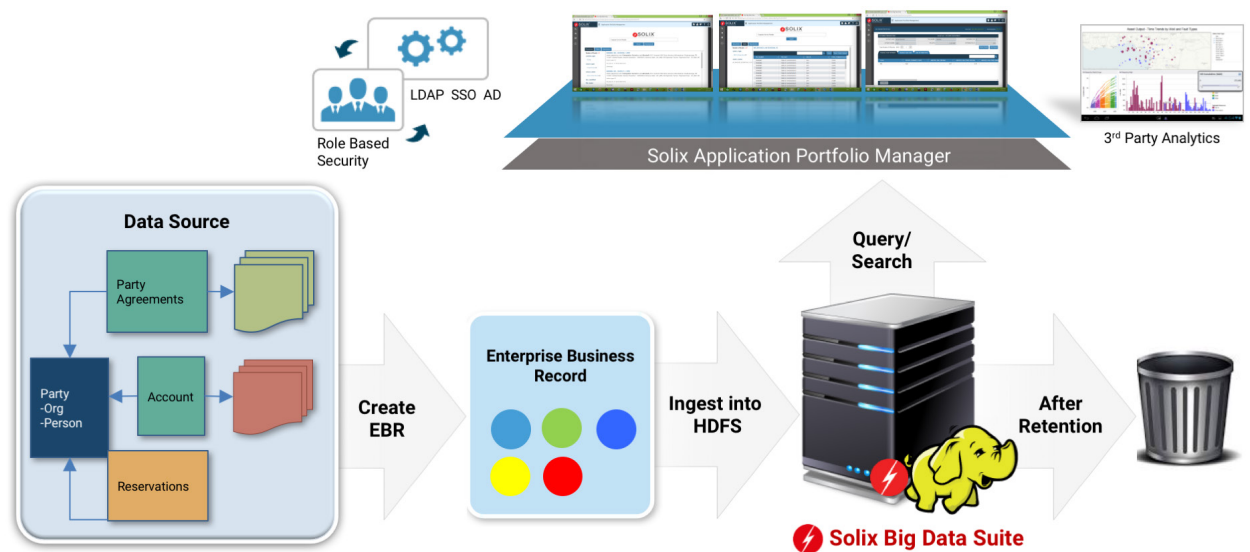 SOLIX
SOLIX
LDAP SSO AD
Role Based
Security
Solix Application Portfolio Manager
3rd Party Analytics
Data Source
Party
Agreements
Party
-Org
-Person
Account
Reservations
Create
EBR
Enterprise Business
Record
Ingest into
HDFS
Query/
Search
After
Retention
Solix Big Data Suite